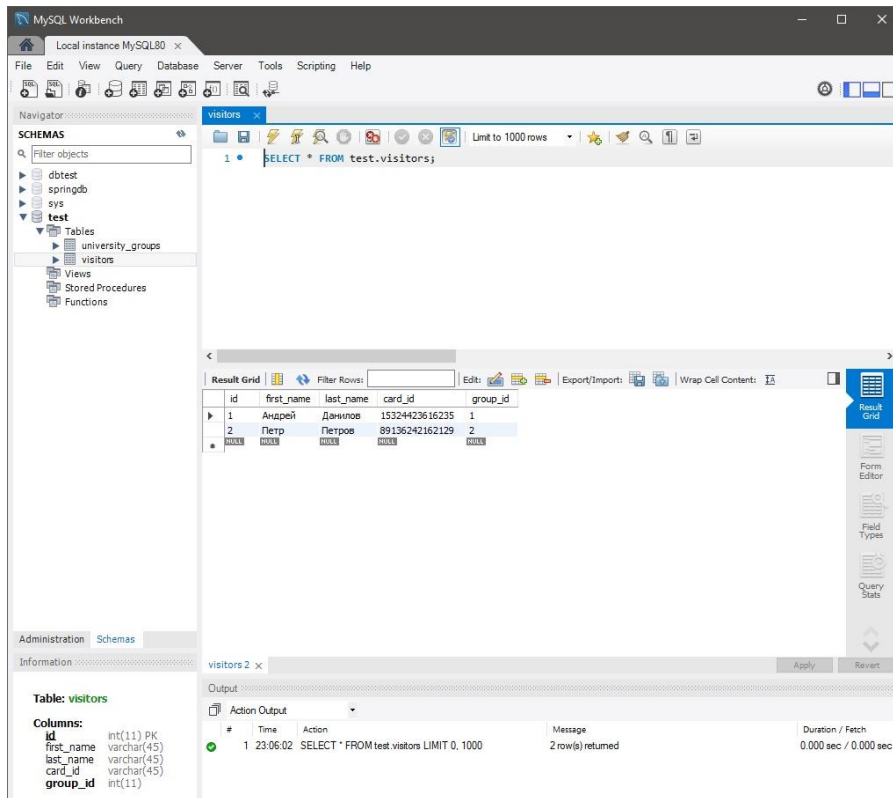 MySQL Workbench
Local instance MySQL80 ×
File Edit View Query Database Server Tools Scripting Help
Navigator
SCHEMAS
Filter objects
dbtest
springdb
sys
test
Tables
university_groups
visitors
Views
Stored Procedures
Functions
Administration Schemas
Information
Table: visitors
Columns:
id int(11) PK
first_name varchar(45)
last_name varchar(45)
card_id varchar(45)
group_id int(11)
visitors ×
Limit to 1000 rows
1 SELECT * FROM test.visitors;
Result Grid Filter Rows: Edit: Export/Import: Wrap Cell Content:
id first_name last_name card_id group_id
1 Андрей Данилов 15324423616235 1
2 Петр Петров 89136242162129 2
NULL NULL NULL NULL NULL
Result Grid
Form Editor
Field Types
Query Stats
visitors 2 × Apply Revert
Output
Action Output
# Time Action Message Duration / Fetch
1 23:06:02 SELECT * FROM test.visitors LIMIT 0, 1000 2 row(s) returned 0.000 sec / 0.000 sec